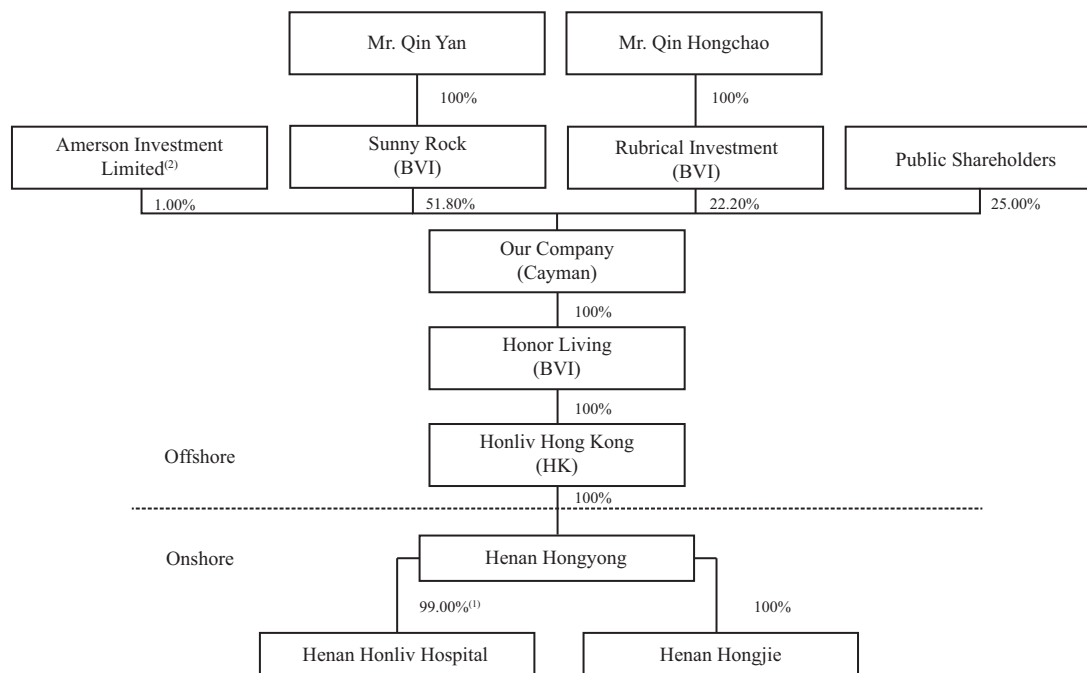 Mr. Qin Yan
Mr. Qin Hongchao
100%
100%
Amerson Investment
Limited(2)
Sunny Rock
(BVI)
Rubrical Investment
(BVI)
Public Shareholders
1.00%
51.80%
22.20%
25.00%
Our Company
(Cayman)
100%
Honor Living
(BVI)
100%
Honliv Hong Kong
(HK)
Offshore
100%
Onshore
Henan Hongyong
99.00%(1)
100%
Henan Honliv Hospital
Henan Hongjie